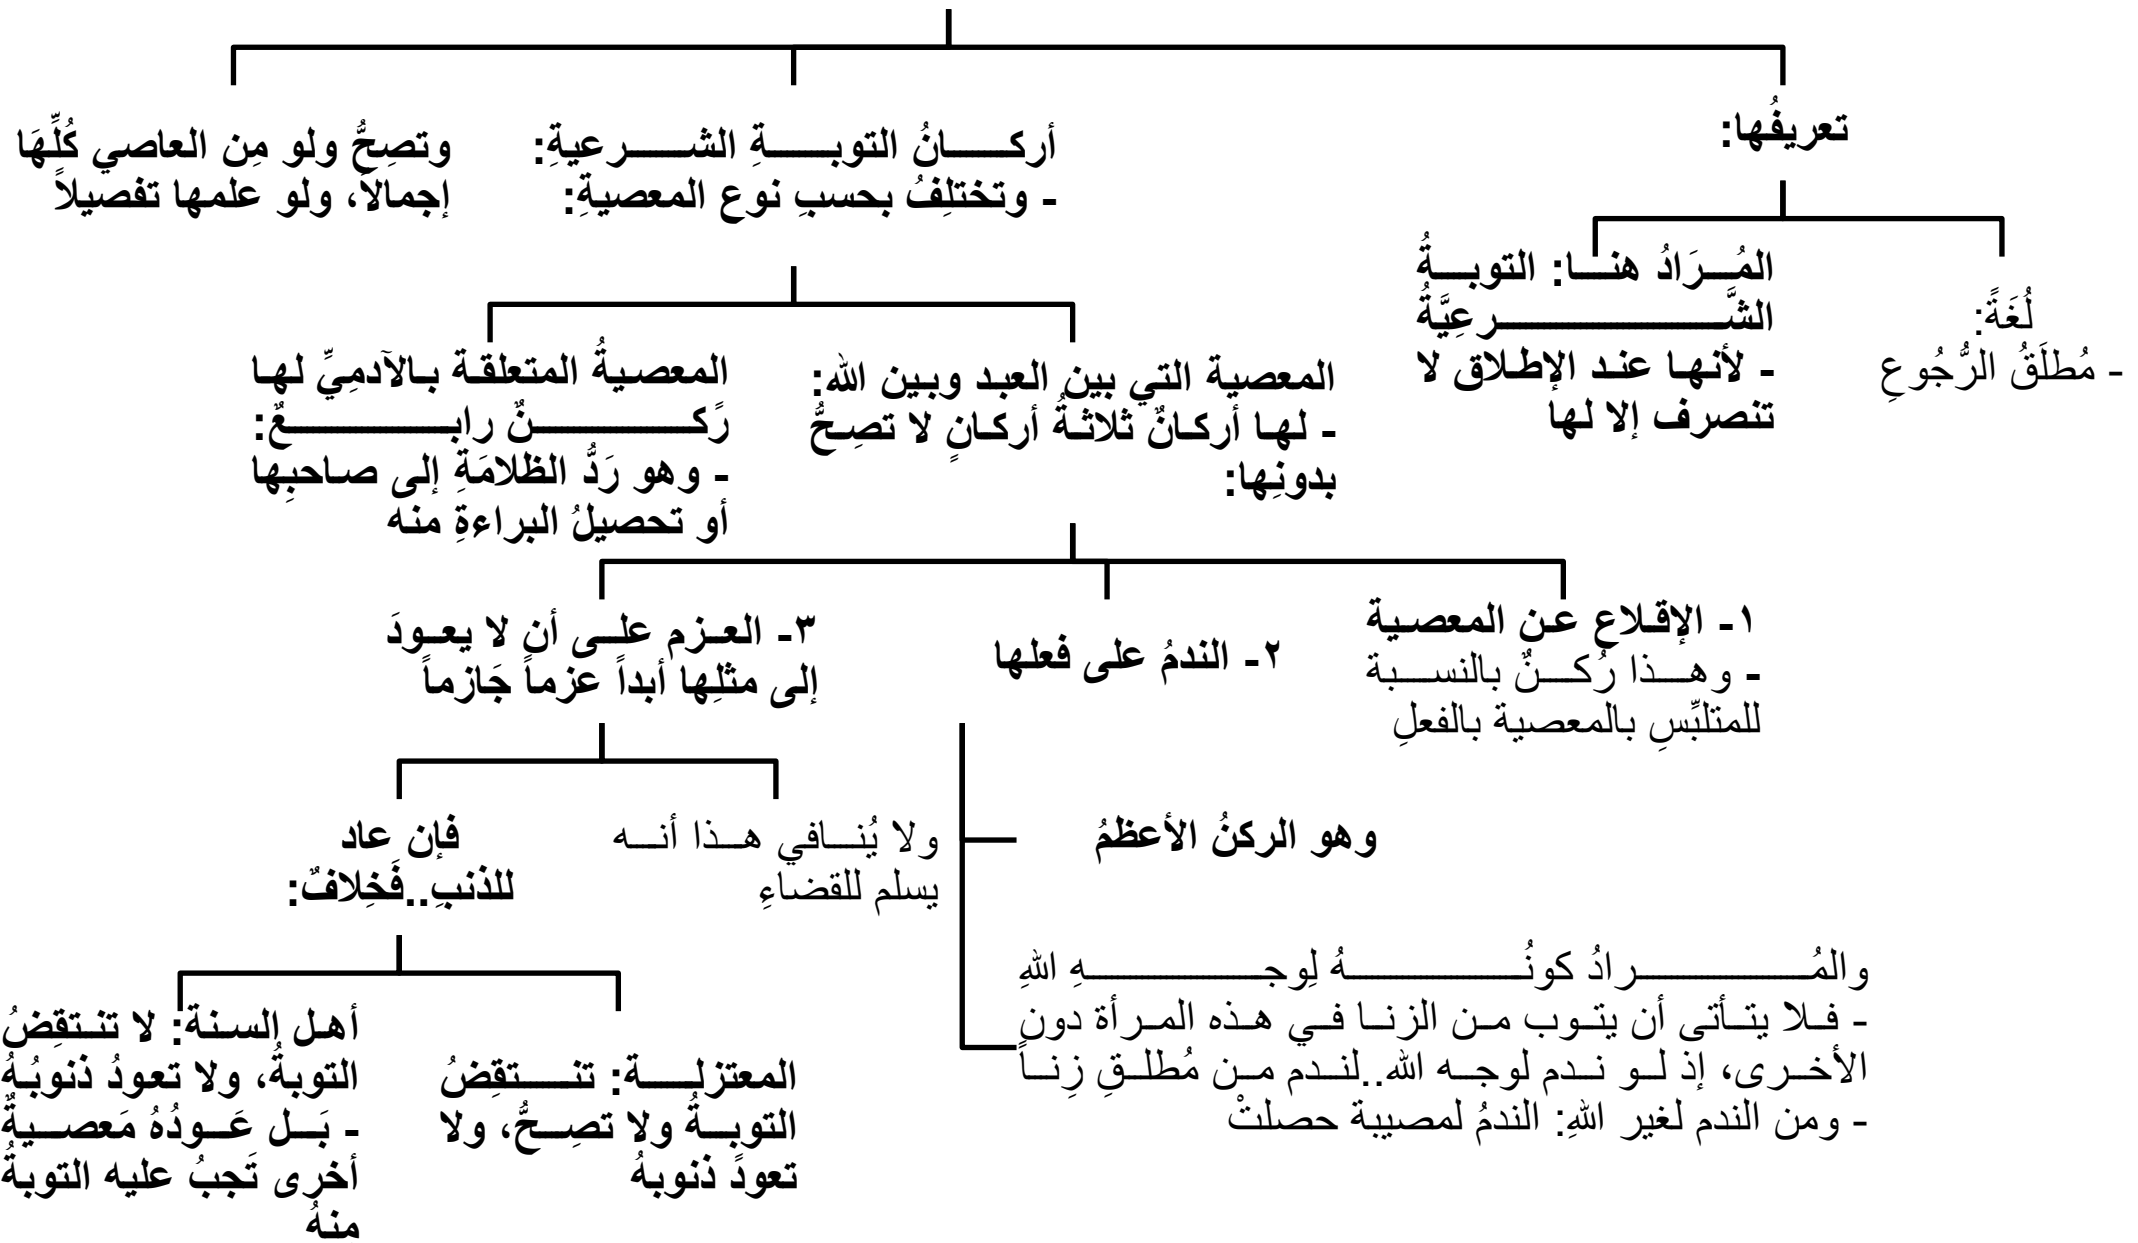 تعريفُها:
لُغَةً:
- مُطلَقُ الرُّجُوعِ
المُرَادُ هنا: التوبةُ
الشَّرعِيَّةُ
- لأنها عند الإطلاق لا
تنصرف إلا لها
أركانُ التوبةِ الشرعيةِ:
- وتختلِفُ بحسبِ نوع المعصيةِ:
المعصية التي بين العبد وبين الله:
- لها أركانٌ ثلاثةُ أركانٍ لا تصِحُّ
بدونِها:
١- الإقلاع عن المعصية
- وهذا رُكنٌ بالنسبة
للمتلبِّسِ بالمعصية بالفعلِ
٢- الندمُ على فعلها
وهو الركنُ الأعظمُ
والمُرادُ كونُهُ لِوجهِ اللهِ
- فلا يتأتى أن يتوب من الزنا في هذه المرأة دون
الأخرى، إذ لو ندم لوجه الله..لندم من مُطلقِ زِناً
- ومن الندم لغير اللهِ: الندمُ لمصيبة حصلتْ
٣- العزم على أن لا يعودَ
إلى مثلِها أبداً عزماً جَازماً
ولا يُنافي هذا أنه
يسلم للقضاءِ
فإن عاد
للذنبِ..فَخِلافٌ:
المعتزلة: تنتقِضُ
التوبةُ ولا تصِحُّ، ولا
تعودُ ذنوبهُ
أهل السنة: لا تنتقِضُ
التوبةُ، ولا تعودُ ذنوبُهُ
- بَل عَودُهُ مَعصيةٌ
أخرى تَجبُ عليه التوبةُ
منهُ
المعصيةُ المتعلقة بالآدمِيِّ لها
رُكنٌ رابعٌ:
- وهو رَدُّ الظلامَةِ إلى صاحبِها
أو تحصيلُ البراءةِ منه
وتصِحُّ ولو مِن العاصي كُلِّهَا
إجمالاً، ولو علمها تفصيلاً